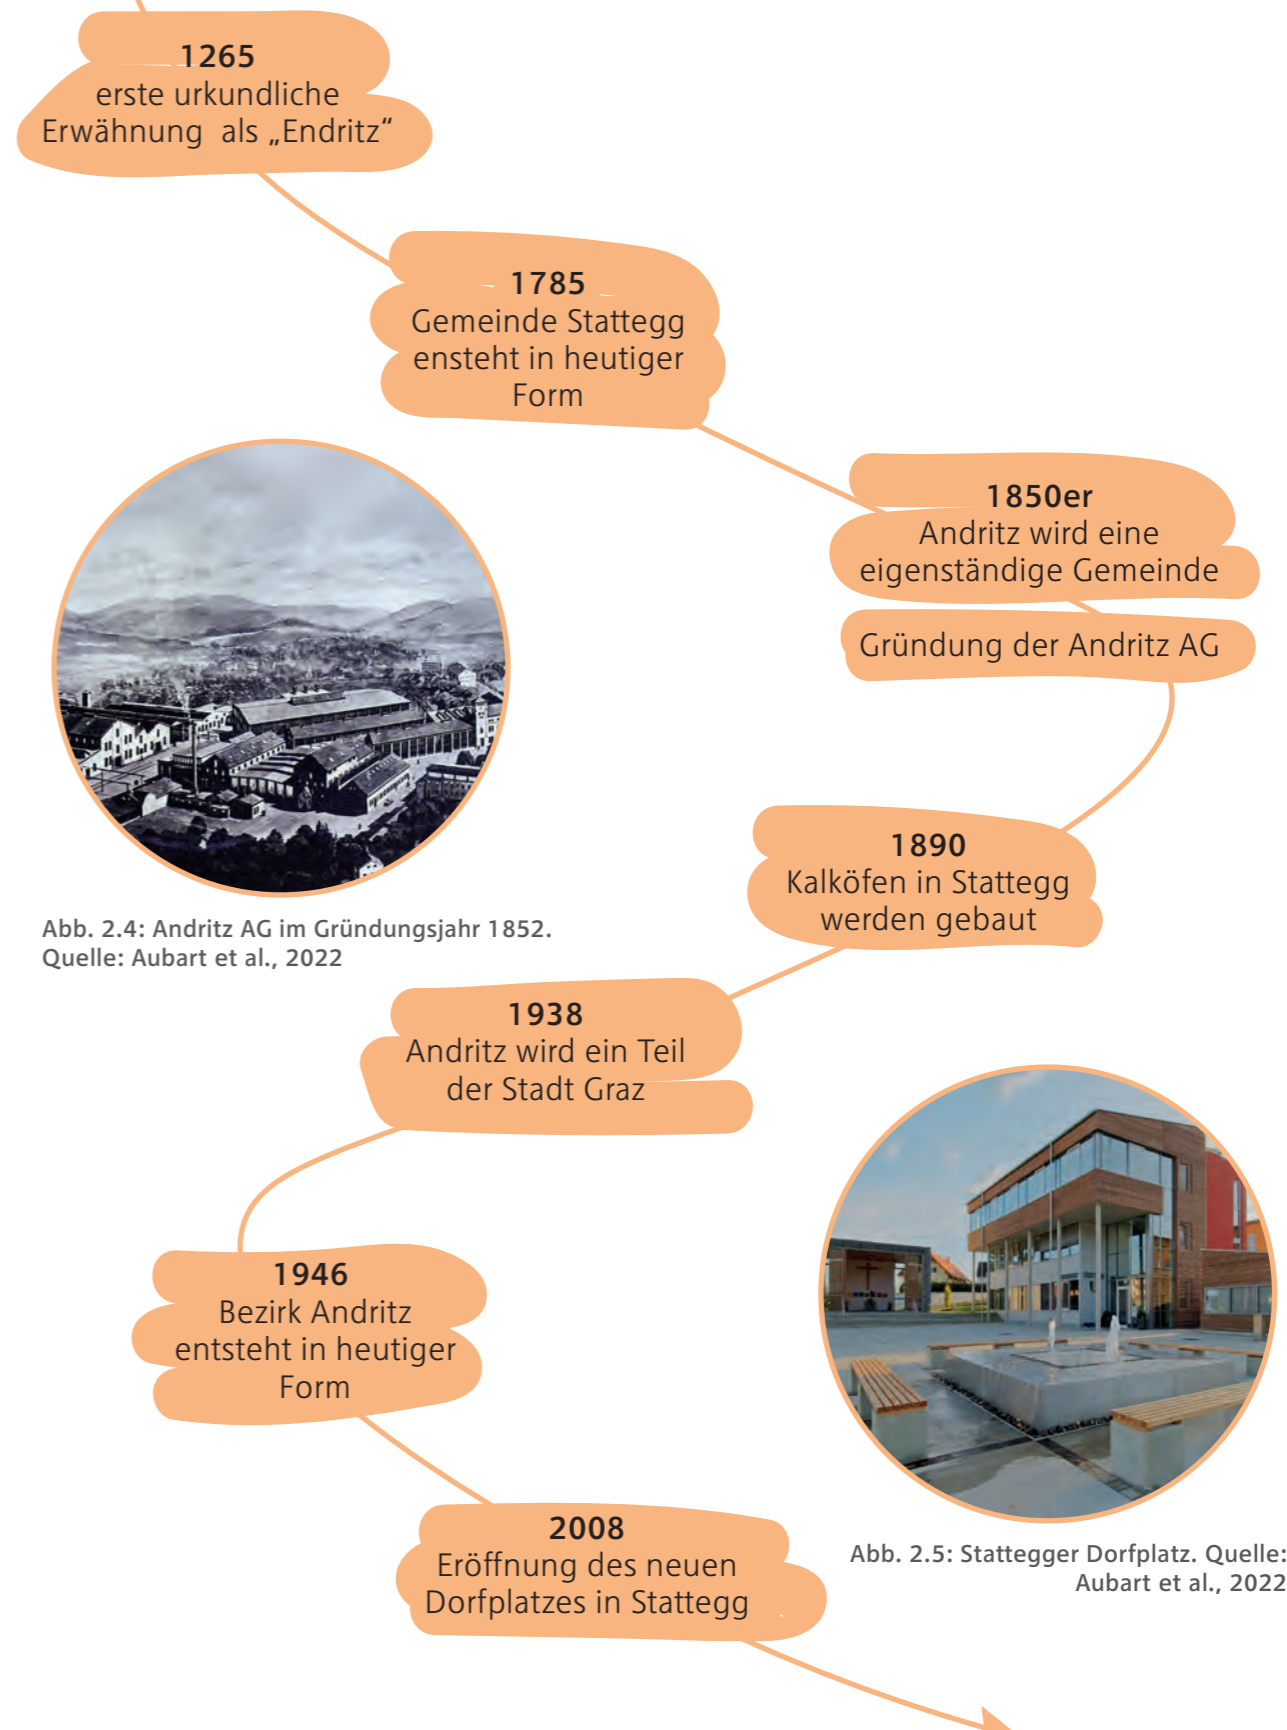 1265
erste urkundliche
Erwähnung als „Endritz“
1785
Gemeinde Stattegg
ensteht in heutiger
Form
1850er
Andritz wird eine
eigenständige Gemeinde
Gründung der Andritz AG
Abb. 2.4: Andritz AG im Gründungsjahr 1852.
Quelle: Aubart et al., 2022
1890
Kalköfen in Stattegg
werden gebaut
1938
Andritz wird ein Teil
der Stadt Graz
1946
Bezirk Andritz
entsteht in heutiger
Form
2008
Eröffnung des neuen
Dorfplatzes in Stattegg
Abb. 2.5: Stattegger Dorfplatz. Quelle:
Aubart et al., 2022